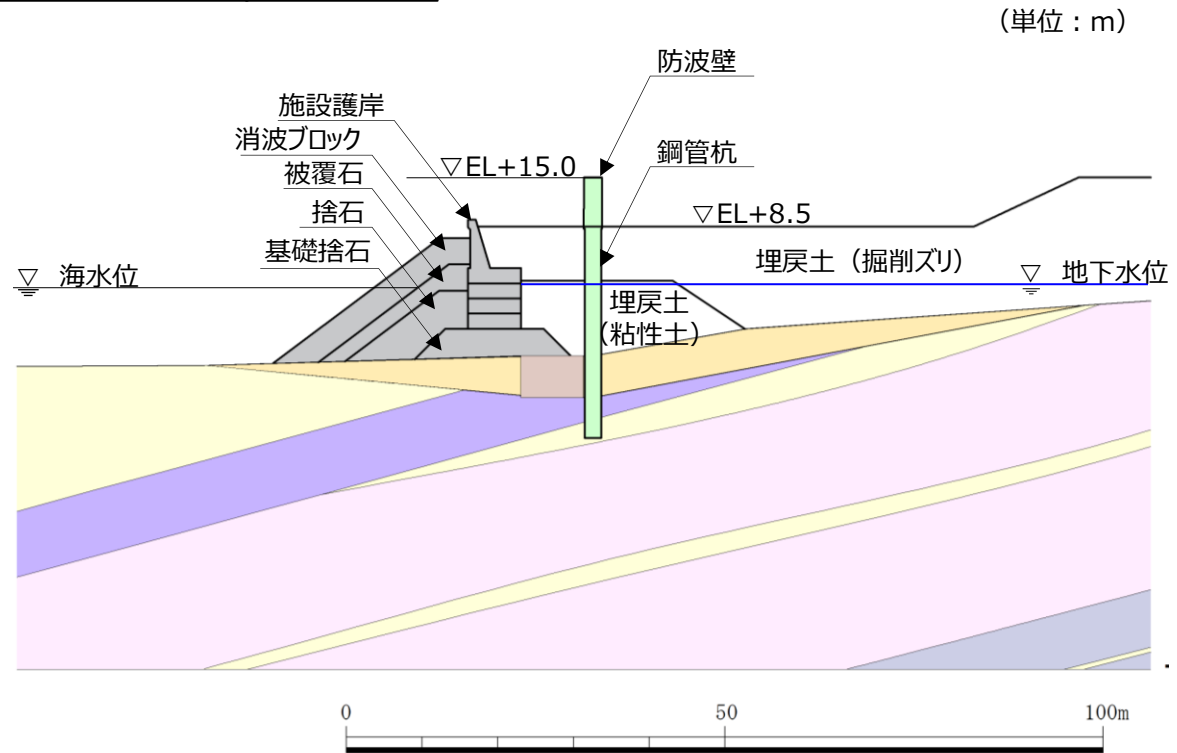 （単位：m）
防波壁
施設護岸
消波ブロック
▽EL+15.0
鋼管杭
被覆石
捨石
▽EL+8.5
基礎捨石
埋戻土（掘削ズリ）
▽ 海水位
▽ 地下水位
埋戻土
（粘性土）
0
50
100m